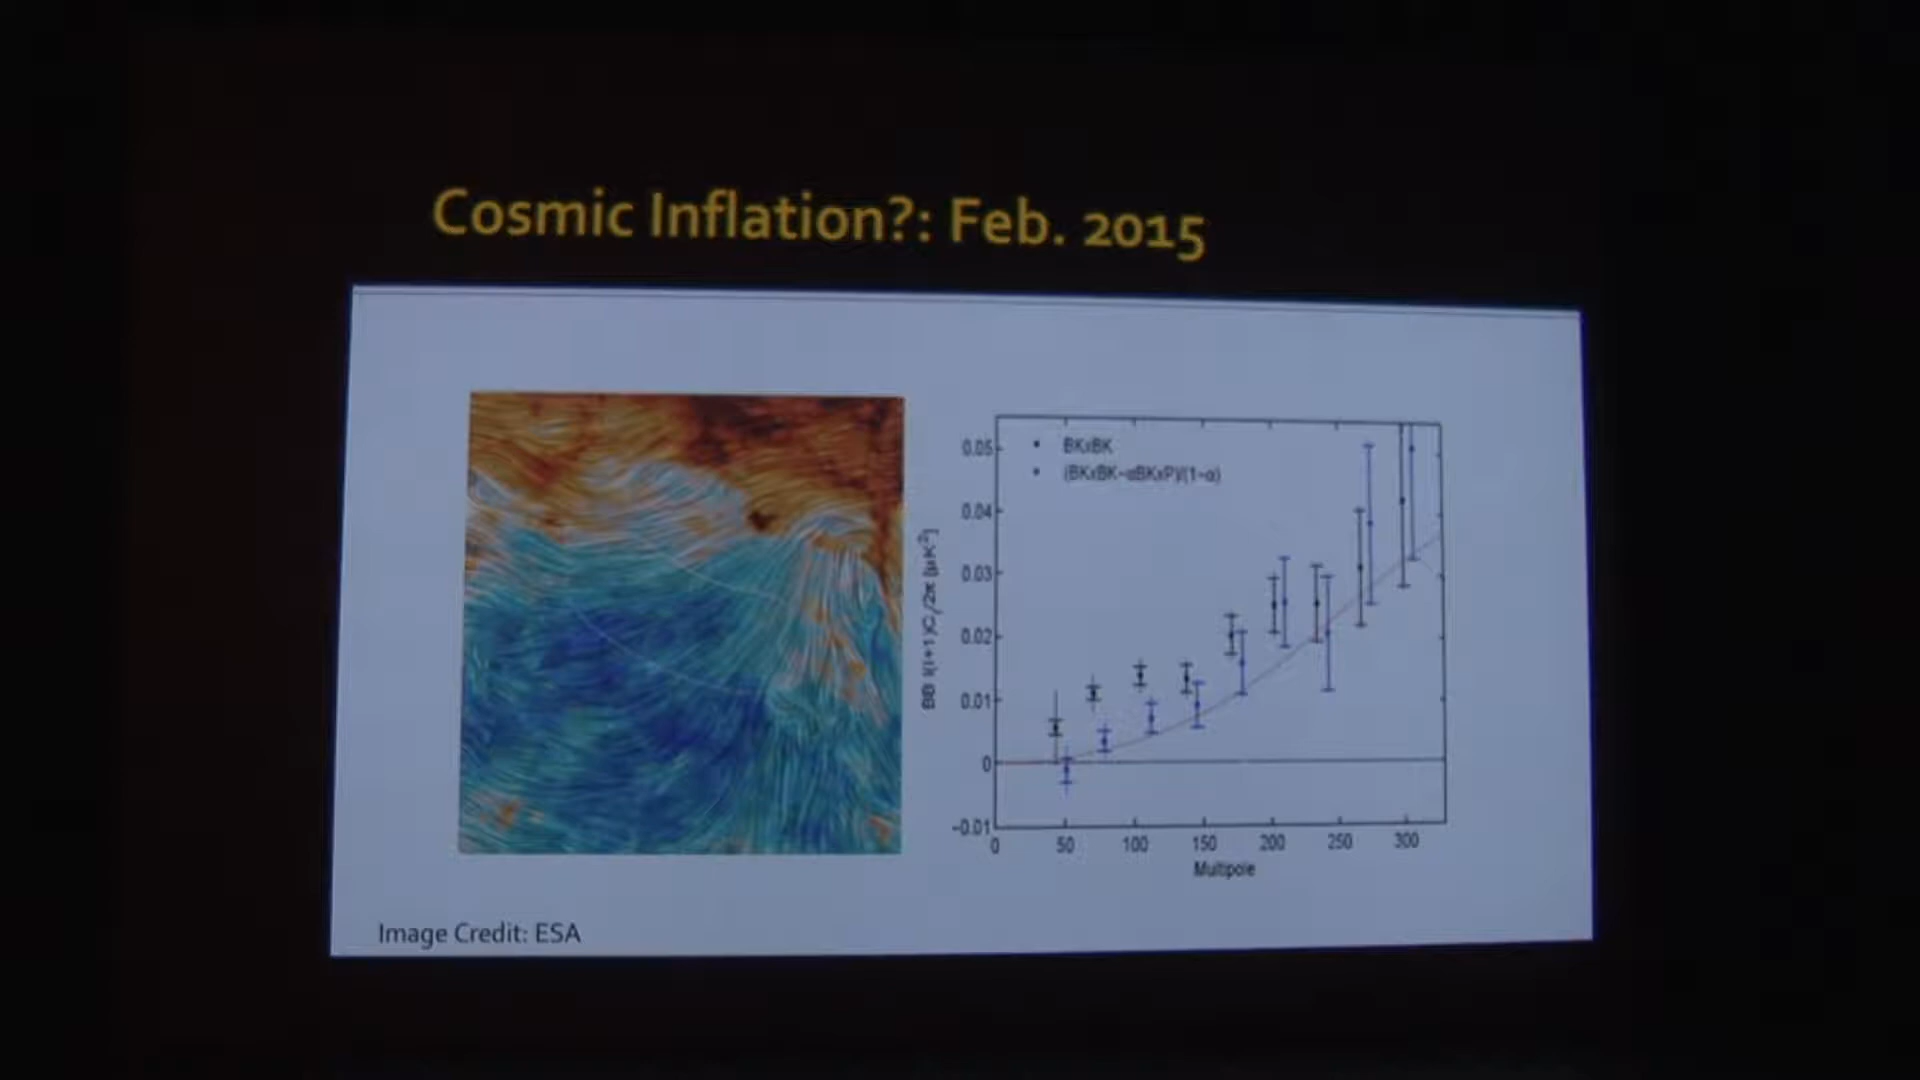 Cosmic Inflation?: Feb. 2015
BKxBK
(BKxBK−αBKxP)/(1−α)
BB l(l+1)C_l/2π [μK²]
0.05
0.04
0.03
0.02
0.01
0
−0.01
0 50 100 150 200 250 300
Multipole
Image Credit: ESA